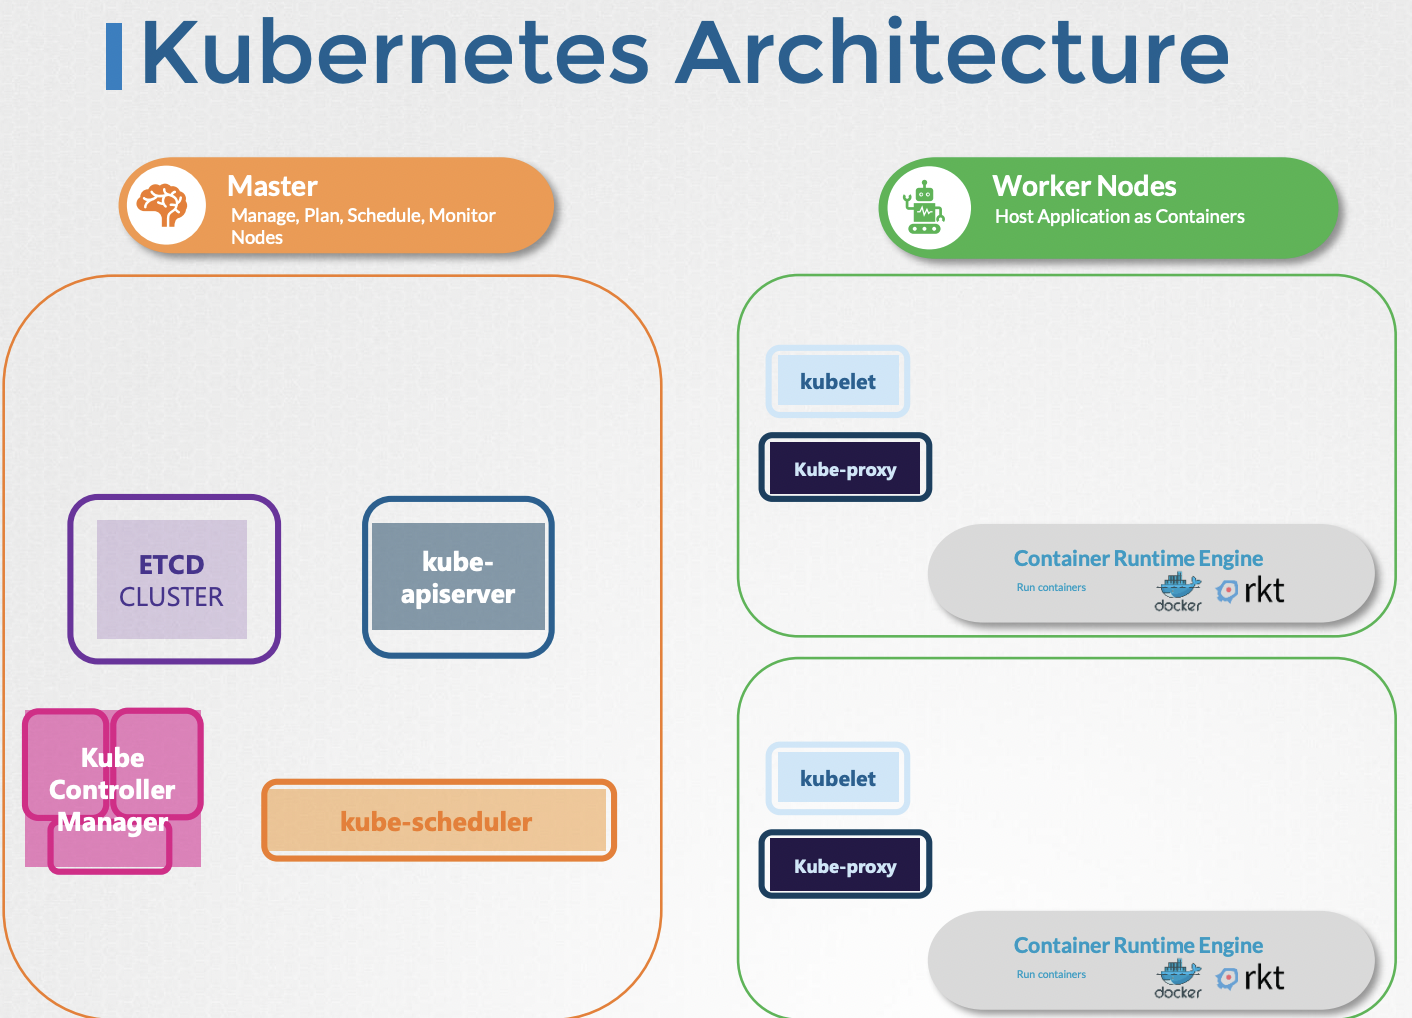 Kubernetes Architecture
Master
Manage, Plan, Schedule, Monitor
Nodes
Worker Nodes
Host Application as Containers
ETCD
CLUSTER
kube-
apiserver
Kube
Controller
Manager
kube-scheduler
kubelet
Kube-proxy
Container Runtime Engine
Run containers
docker
rkt
kubelet
Kube-proxy
Container Runtime Engine
Run containers
docker
rkt